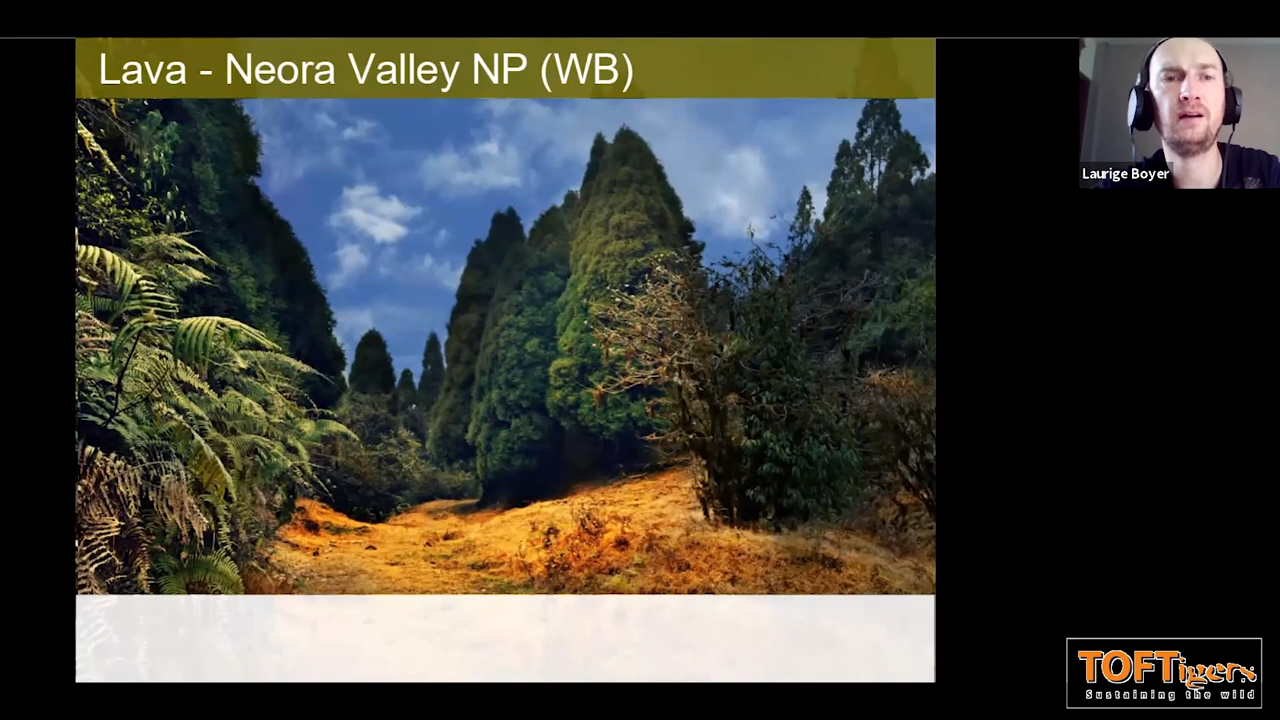 Lava - Neora Valley NP (WB)
Laurige Boyer
TOFTigers
Sustaining the wild